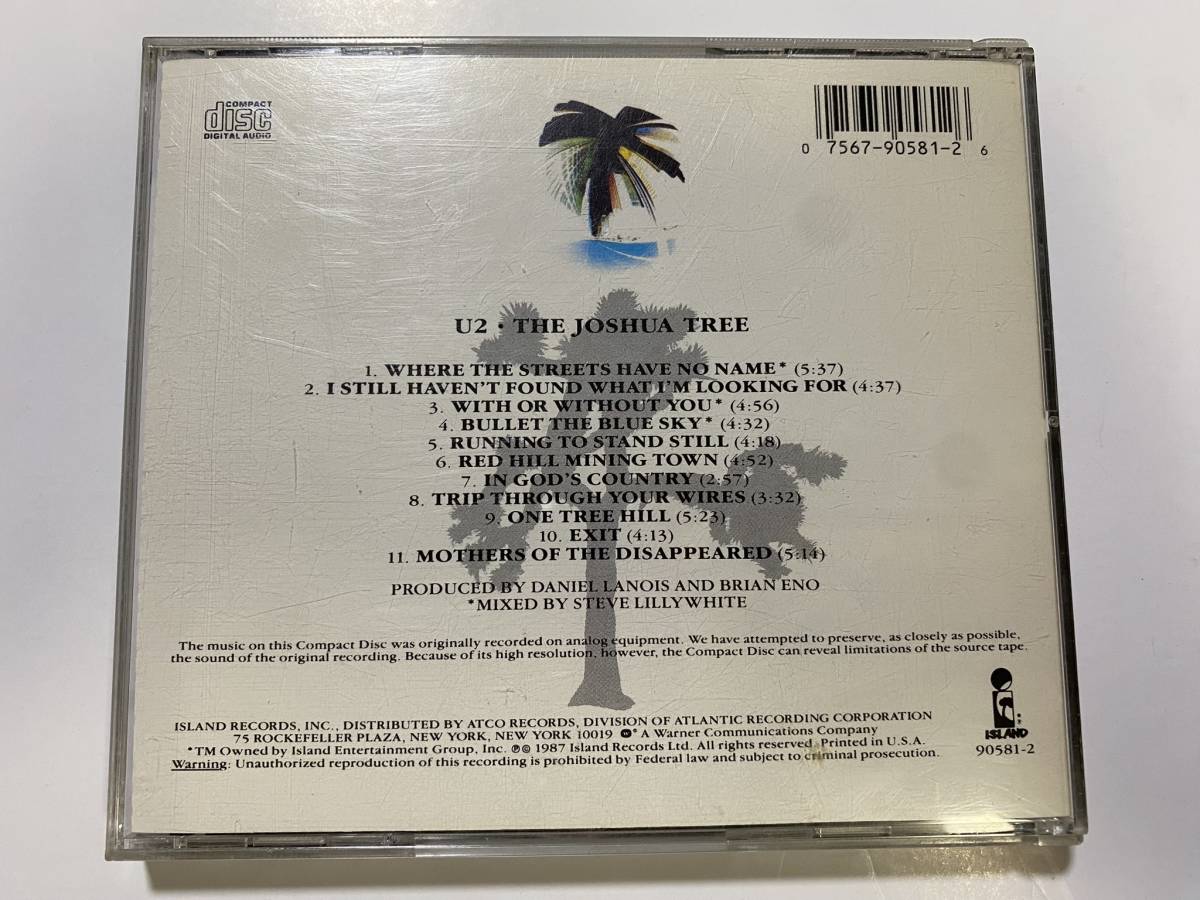 COMPACT
disc
DIGITAL AUDIO
0 7567-90581-2 6
U2 • THE JOSHUA TREE
1. WHERE THE STREETS HAVE NO NAME* (5:37)
2. I STILL HAVEN'T FOUND WHAT I'M LOOKING FOR (4:37)
3. WITH OR WITHOUT YOU* (4:56)
4. BULLET THE BLUE SKY* (4:32)
5. RUNNING TO STAND STILL (4:18)
6. RED HILL MINING TOWN (4:52)
7. IN GOD'S COUNTRY (2:57)
8. TRIP THROUGH YOUR WIRES (3:32)
9. ONE TREE HILL (5:23)
10. EXIT (4:13)
11. MOTHERS OF THE DISAPPEARED (5:14)
PRODUCED BY DANIEL LANOIS AND BRIAN ENO
*MIXED BY STEVE LILLYWHITE
The music on this Compact Disc was originally recorded on analog equipment. We have attempted to preserve, as closely as possible,
the sound of the original recording. Because of its high resolution, however, the Compact Disc can reveal limitations of the source tape.
ISLAND RECORDS, INC., DISTRIBUTED BY ATCO RECORDS, DIVISION OF ATLANTIC RECORDING CORPORATION
75 ROCKEFELLER PLAZA, NEW YORK, NEW YORK 10019 * A Warner Communications Company
*TM Owned by Island Entertainment Group, Inc. ℗© 1987 Island Records Ltd. All rights reserved. Printed in U.S.A.
Warning: Unauthorized reproduction of this recording is prohibited by Federal law and subject to criminal prosecution.
ISLAND
90581-2